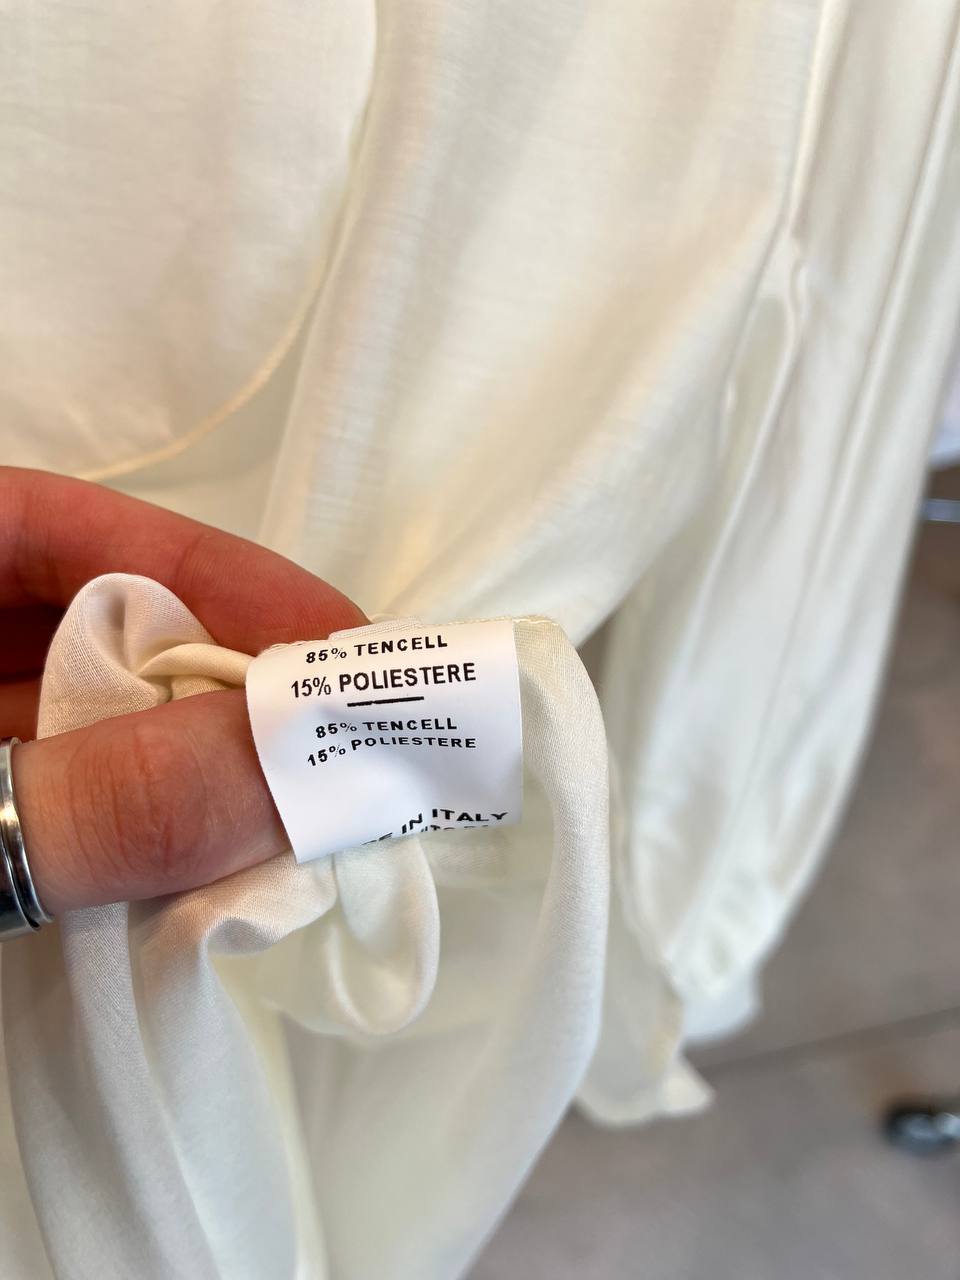 85% TENCELL
15% POLIESTERE
85% TENCELL
15% POLIESTERE
IN ITALY